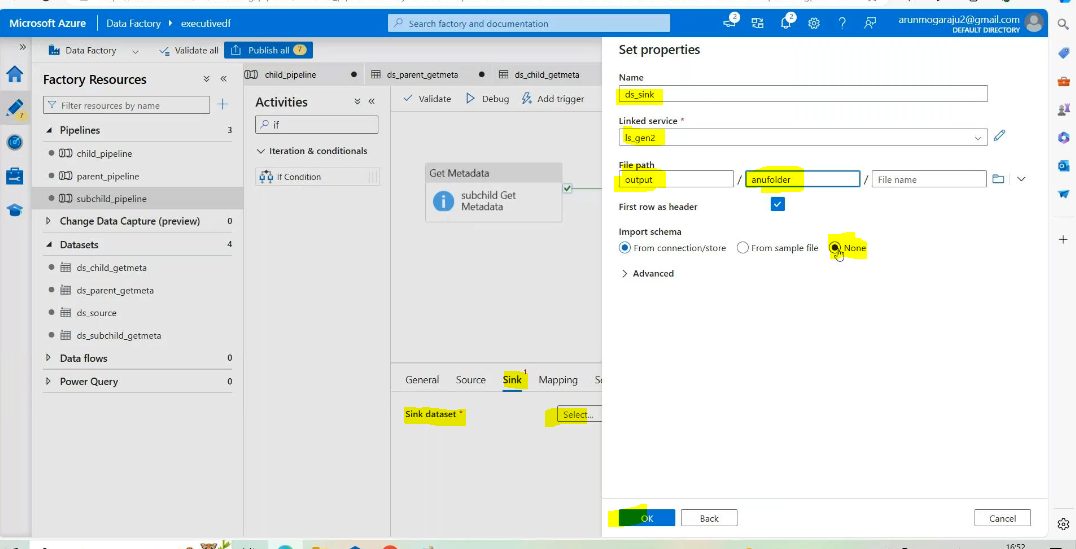 Microsoft Azure
Data Factory
executivedf
Search factory and documentation
2
2
arunmogaraju2@gmail.com
DEFAULT DIRECTORY
Data Factory
Validate all
Publish all 7
child_pipeline
ds_parent_getmeta
ds_child_getmeta
Factory Resources
Filter resources by name
Pipelines 3
child_pipeline
parent_pipeline
subchild_pipeline
Change Data Capture (preview) 0
Datasets 4
ds_child_getmeta
ds_parent_getmeta
ds_source
ds_subchild_getmeta
Data flows 0
Power Query 0
Activities
if
Iteration & conditionals
If Condition
Validate
Debug
Add trigger
Get Metadata
subchild Get
Metadata
General
Source
Sink 1
Mapping
Sink dataset *
Select...
Set properties
Name
ds_sink
Linked service *
ls_gen2
File path
output / anufolder / File name
First row as header
Import schema
From connection/store
From sample file
None
Advanced
OK
Back
Cancel
16:52